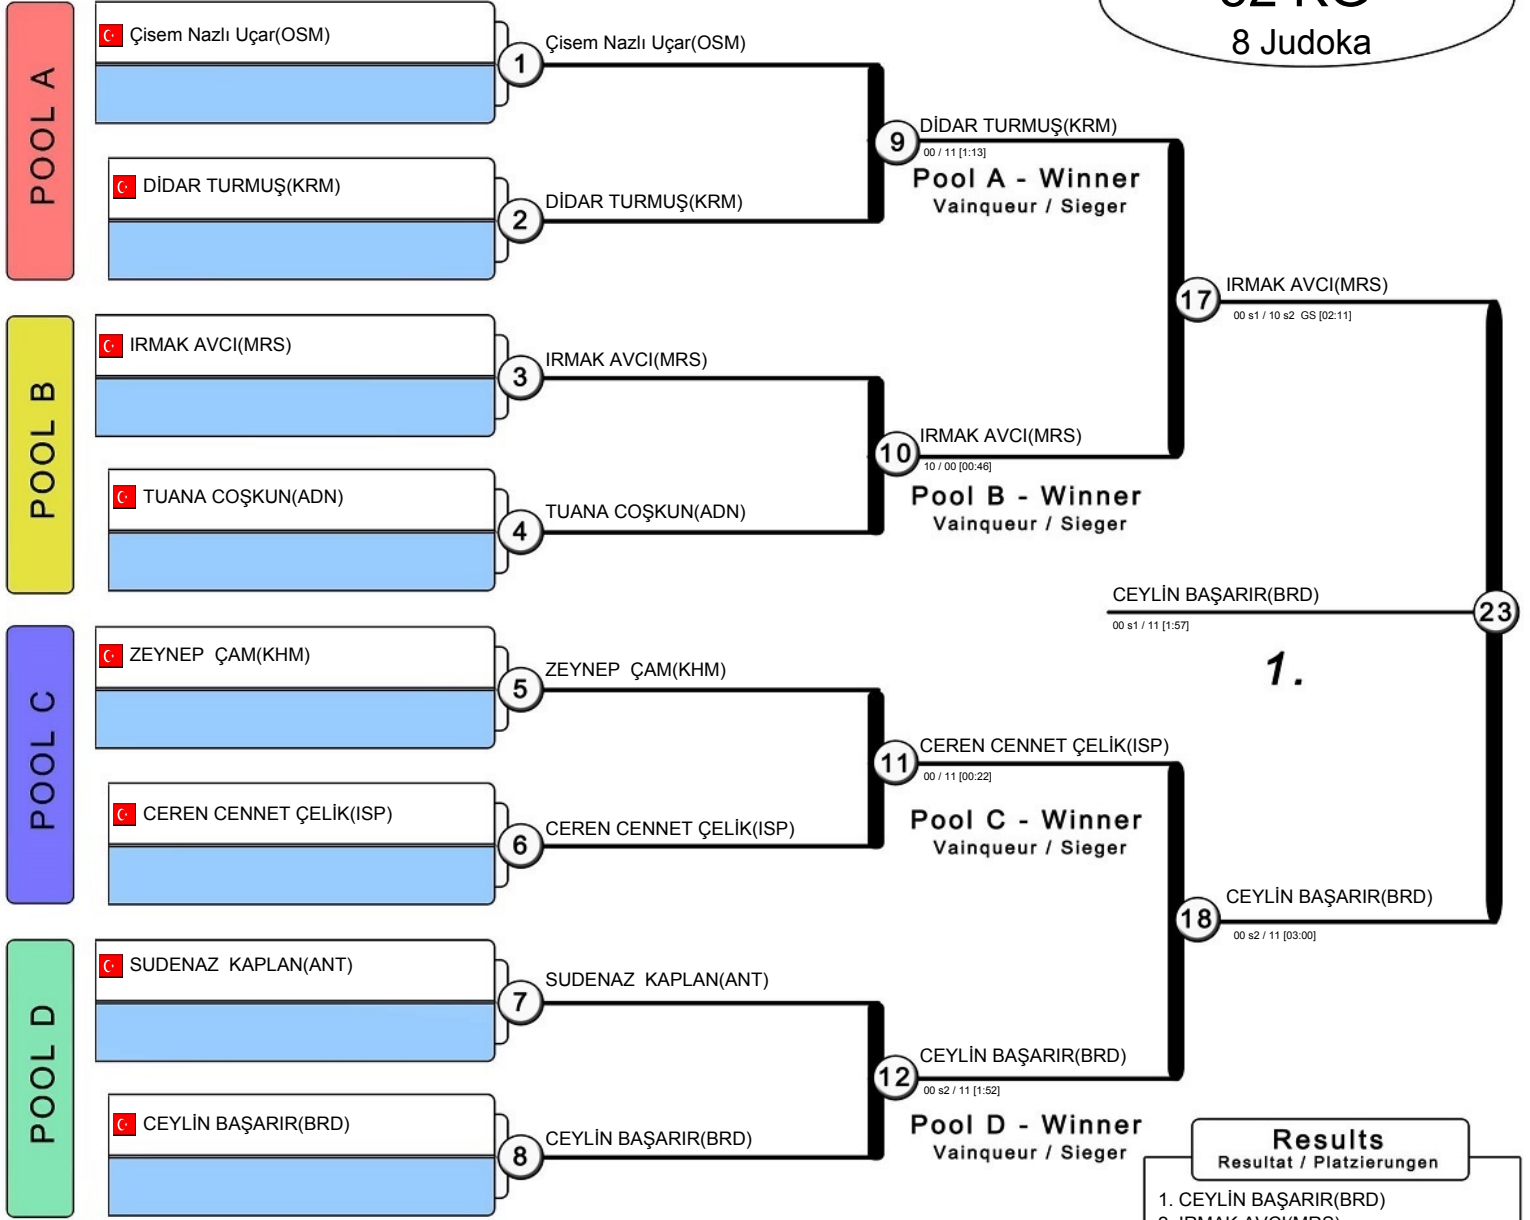 8 Judoka
POOL A
Çisem Nazlı Uçar(OSM)
1
Çisem Nazlı Uçar(OSM)
DİDAR TURMUŞ(KRM)
2
DİDAR TURMUŞ(KRM)
9
DİDAR TURMUŞ(KRM)
00 / 11 [1:13]
Pool A - Winner
Vainqueur / Sieger
POOL B
IRMAK AVCI(MRS)
3
IRMAK AVCI(MRS)
TUANA COŞKUN(ADN)
4
TUANA COŞKUN(ADN)
10
IRMAK AVCI(MRS)
10 / 00 [00:46]
Pool B - Winner
Vainqueur / Sieger
17
IRMAK AVCI(MRS)
00 s1 / 10 s2 GS [02:11]
POOL C
ZEYNEP ÇAM(KHM)
5
ZEYNEP ÇAM(KHM)
CEREN CENNET ÇELİK(ISP)
6
CEREN CENNET ÇELİK(ISP)
11
CEREN CENNET ÇELİK(ISP)
00 / 11 [00:22]
Pool C - Winner
Vainqueur / Sieger
POOL D
SUDENAZ KAPLAN(ANT)
7
SUDENAZ KAPLAN(ANT)
CEYLİN BAŞARIR(BRD)
8
CEYLİN BAŞARIR(BRD)
12
CEYLİN BAŞARIR(BRD)
00 s2 / 11 [1:52]
Pool D - Winner
Vainqueur / Sieger
18
CEYLİN BAŞARIR(BRD)
00 s2 / 11 [03:00]
CEYLİN BAŞARIR(BRD)
23
00 s1 / 11 [1:57]
1.
Results
Resultat / Platzierungen
1. CEYLİN BAŞARIR(BRD)
2. IRMAK AVCI(MRS)